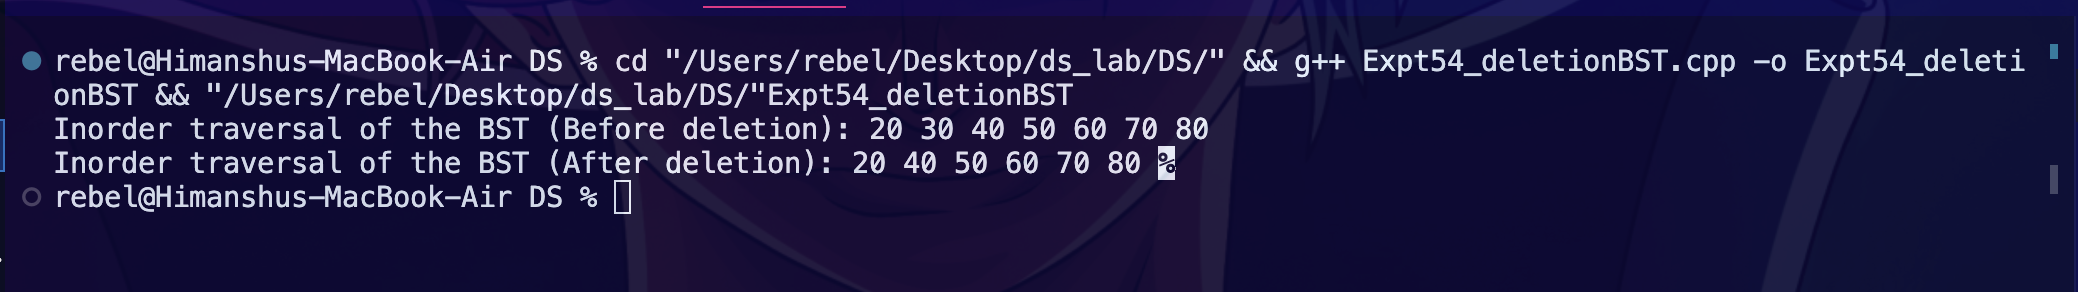 rebel@Himanshus-MacBook-Air DS % cd "/Users/rebel/Desktop/ds_lab/DS/" && g++ Expt54_deletionBST.cpp -o Expt54_deleti
onBST && "/Users/rebel/Desktop/ds_lab/DS/"Expt54_deletionBST
Inorder traversal of the BST (Before deletion): 20 30 40 50 60 70 80
Inorder traversal of the BST (After deletion): 20 40 50 60 70 80 %
rebel@Himanshus-MacBook-Air DS %